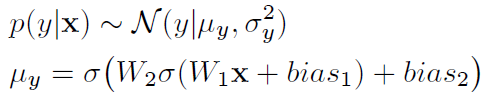 p(y|x) ∼ 𝒩(y|μ_y, σ_y^2)
μ_y = σ(W_2σ(W_1x + bias_1) + bias_2)